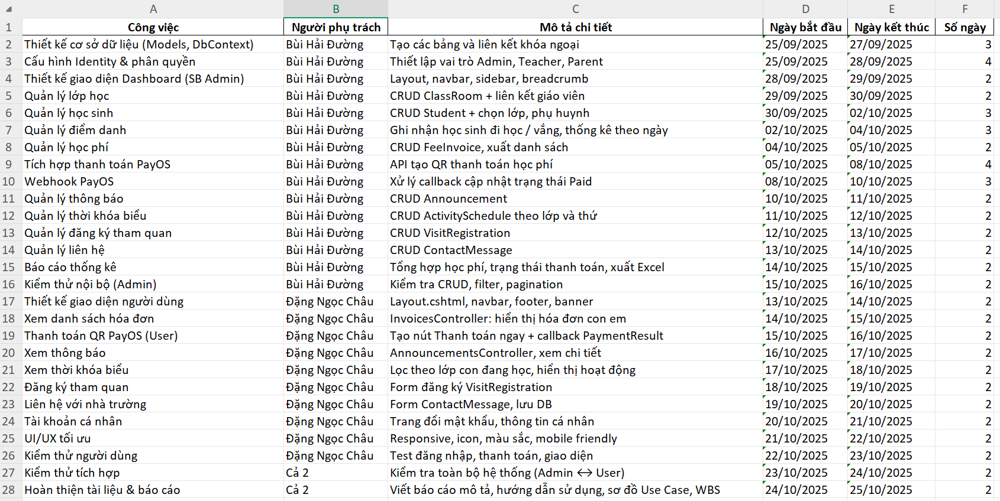 A B C D E F
1 Công việc Người phụ trách Mô tả chi tiết Ngày bắt đầu Ngày kết thúc Số ngày
2 Thiết kế cơ sở dữ liệu (Models, DbContext) Bùi Hải Đường Tạo các bảng và liên kết khóa ngoại 25/09/2025 27/09/2025 3
3 Cấu hình Identity & phân quyền Bùi Hải Đường Thiết lập vai trò Admin, Teacher, Parent 25/09/2025 28/09/2025 4
4 Thiết kế giao diện Dashboard (SB Admin) Bùi Hải Đường Layout, navbar, sidebar, breadcrumb 28/09/2025 29/09/2025 2
5 Quản lý lớp học Bùi Hải Đường CRUD ClassRoom + liên kết giáo viên 29/09/2025 30/09/2025 2
6 Quản lý học sinh Bùi Hải Đường CRUD Student + chọn lớp, phụ huynh 30/09/2025 02/10/2025 3
7 Quản lý điểm danh Bùi Hải Đường Ghi nhận học sinh đi học / vắng, thống kê theo ngày 02/10/2025 04/10/2025 3
8 Quản lý học phí Bùi Hải Đường CRUD FeeInvoice, xuất danh sách 04/10/2025 05/10/2025 2
9 Tích hợp thanh toán PayOS Bùi Hải Đường API tạo QR thanh toán học phí 05/10/2025 08/10/2025 4
10 Webhook PayOS Bùi Hải Đường Xử lý callback cập nhật trạng thái Paid 08/10/2025 10/10/2025 3
11 Quản lý thông báo Bùi Hải Đường CRUD Announcement 10/10/2025 11/10/2025 2
12 Quản lý thời khóa biểu Bùi Hải Đường CRUD ActivitySchedule theo lớp và thứ 11/10/2025 12/10/2025 2
13 Quản lý đăng ký tham quan Bùi Hải Đường CRUD VisitRegistration 12/10/2025 13/10/2025 2
14 Quản lý liên hệ Bùi Hải Đường CRUD ContactMessage 13/10/2025 14/10/2025 2
15 Báo cáo thống kê Bùi Hải Đường Tổng hợp học phí, trạng thái thanh toán, xuất Excel 14/10/2025 15/10/2025 2
16 Kiểm thử nội bộ (Admin) Bùi Hải Đường Kiểm tra CRUD, filter, pagination 15/10/2025 16/10/2025 2
17 Thiết kế giao diện người dùng Đặng Ngọc Châu Layout.cshtml, navbar, footer, banner 13/10/2025 14/10/2025 2
18 Xem danh sách hóa đơn Đặng Ngọc Châu InvoicesController: hiển thị hóa đơn con em 14/10/2025 15/10/2025 2
19 Thanh toán QR PayOS (User) Đặng Ngọc Châu Tạo nút Thanh toán ngay + callback PaymentResult 15/10/2025 16/10/2025 2
20 Xem thông báo Đặng Ngọc Châu AnnouncementsController, xem chi tiết 16/10/2025 17/10/2025 2
21 Xem thời khóa biểu Đặng Ngọc Châu Lọc theo lớp con đang học, hiển thị hoạt động 17/10/2025 18/10/2025 2
22 Đăng ký tham quan Đặng Ngọc Châu Form đăng ký VisitRegistration 18/10/2025 19/10/2025 2
23 Liên hệ với nhà trường Đặng Ngọc Châu Form ContactMessage, lưu DB 19/10/2025 20/10/2025 2
24 Tài khoản cá nhân Đặng Ngọc Châu Trang đổi mật khẩu, thông tin cá nhân 20/10/2025 21/10/2025 2
25 UI/UX tối ưu Đặng Ngọc Châu Responsive, icon, màu sắc, mobile friendly 21/10/2025 22/10/2025 2
26 Kiểm thử người dùng Đặng Ngọc Châu Test đăng nhập, thanh toán, giao diện 22/10/2025 23/10/2025 2
27 Kiểm thử tích hợp Cả 2 Kiểm tra toàn bộ hệ thống (Admin ↔ User) 23/10/2025 24/10/2025 2
28 Hoàn thiện tài liệu & báo cáo Cả 2 Viết báo cáo mô tả, hướng dẫn sử dụng, sơ đồ Use Case, WBS 24/10/2025 25/10/2025 2